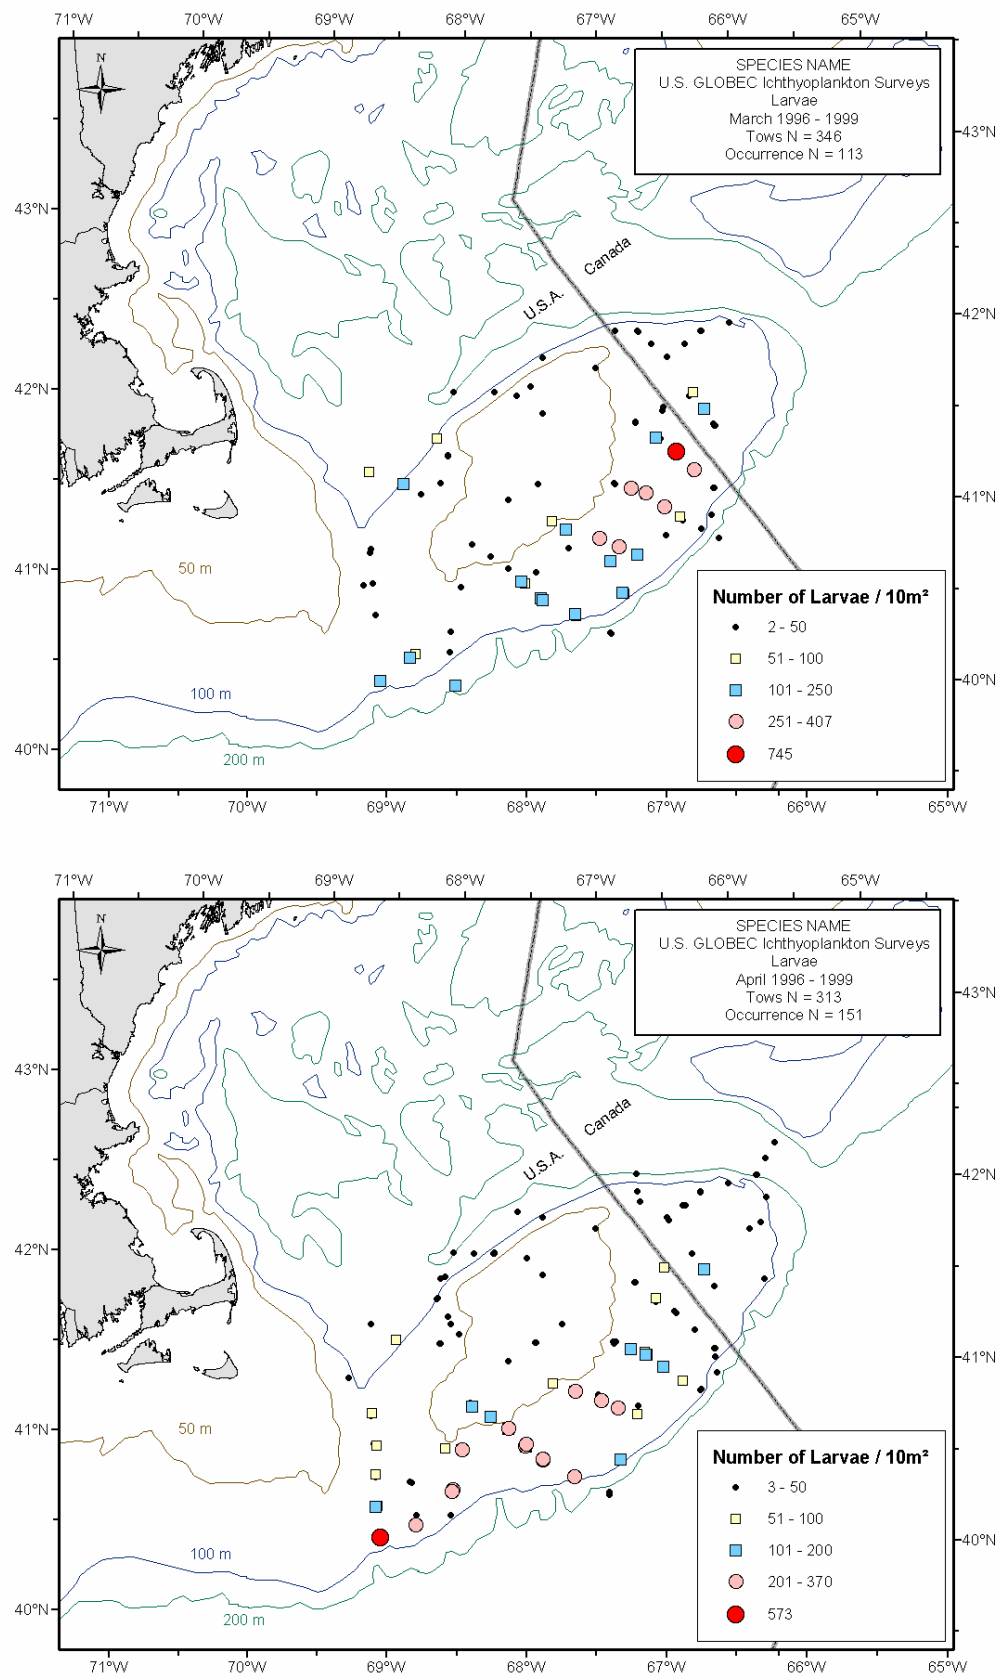 71°W 70°W 69°W 68°W 67°W 66°W 65°W
N
SPECIES NAME
U.S. GLOBEC Ichthyoplankton Surveys
Larvae
March 1996 - 1999
Tows N = 346
Occurrence N = 113
43°N
43°N
Canada
U.S.A.
42°N
42°N
41°N
41°N
50 m
Number of Larvae / 10m²
2 - 50
51 - 100
101 - 250
251 - 407
745
40°N
100 m
200 m
40°N
71°W 70°W 69°W 68°W 67°W 66°W 65°W
71°W 70°W 69°W 68°W 67°W 66°W 65°W
N
SPECIES NAME
U.S. GLOBEC Ichthyoplankton Surveys
Larvae
April 1996 - 1999
Tows N = 313
Occurrence N = 151
43°N
43°N
Canada
U.S.A.
42°N
42°N
41°N
41°N
50 m
Number of Larvae / 10m²
3 - 50
51 - 100
101 - 200
201 - 370
573
40°N
100 m
200 m
40°N
71°W 70°W 69°W 68°W 67°W 66°W 65°W